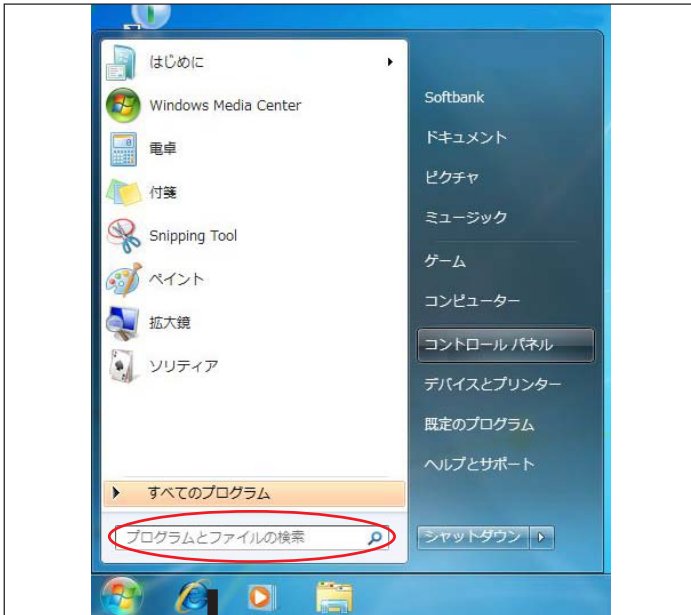 はじめに
Windows Media Center
電卓
付箋
Snipping Tool
ペイント
拡大鏡
ソリティア
すべてのプログラム
プログラムとファイルの検索
Softbank
ドキュメント
ピクチャ
ミュージック
ゲーム
コンピューター
コントロール パネル
デバイスとプリンター
既定のプログラム
ヘルプとサポート
シャットダウン